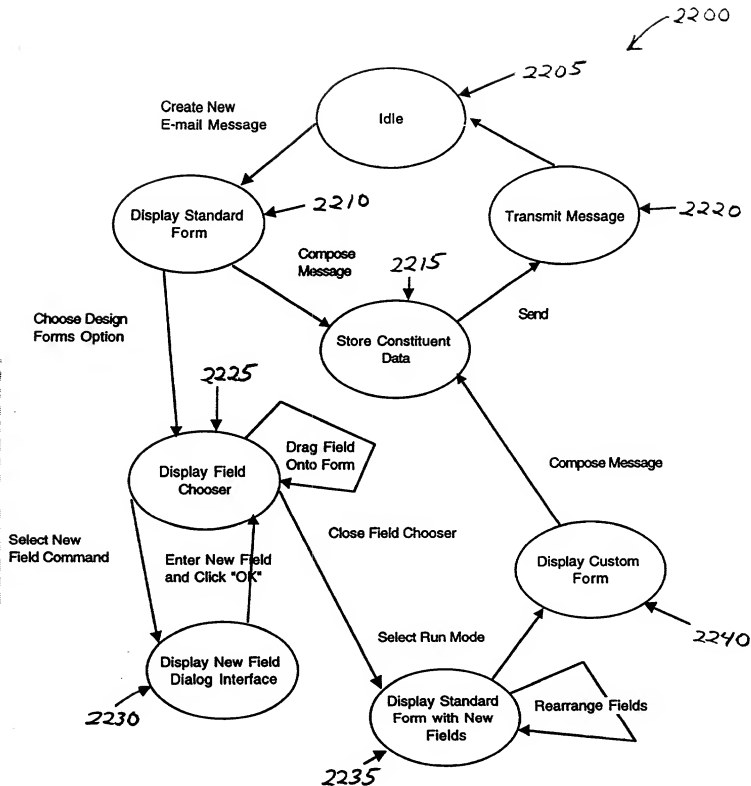 2200
2205
Idle
Create New
E-mail Message
Display Standard
Form
2210
Transmit Message
2220
Compose
Message
2215
Send
Store Constituent
Data
Choose Design
Forms Option
2225
Drag Field
Onto Form
Display Field
Chooser
Compose Message
Select New
Field Command
Enter New Field
and Click "OK"
Close Field Chooser
Display Custom
Form
2240
Select Run Mode
Display New Field
Dialog Interface
2230
Display Standard
Form with New
Fields
Rearrange Fields
2235